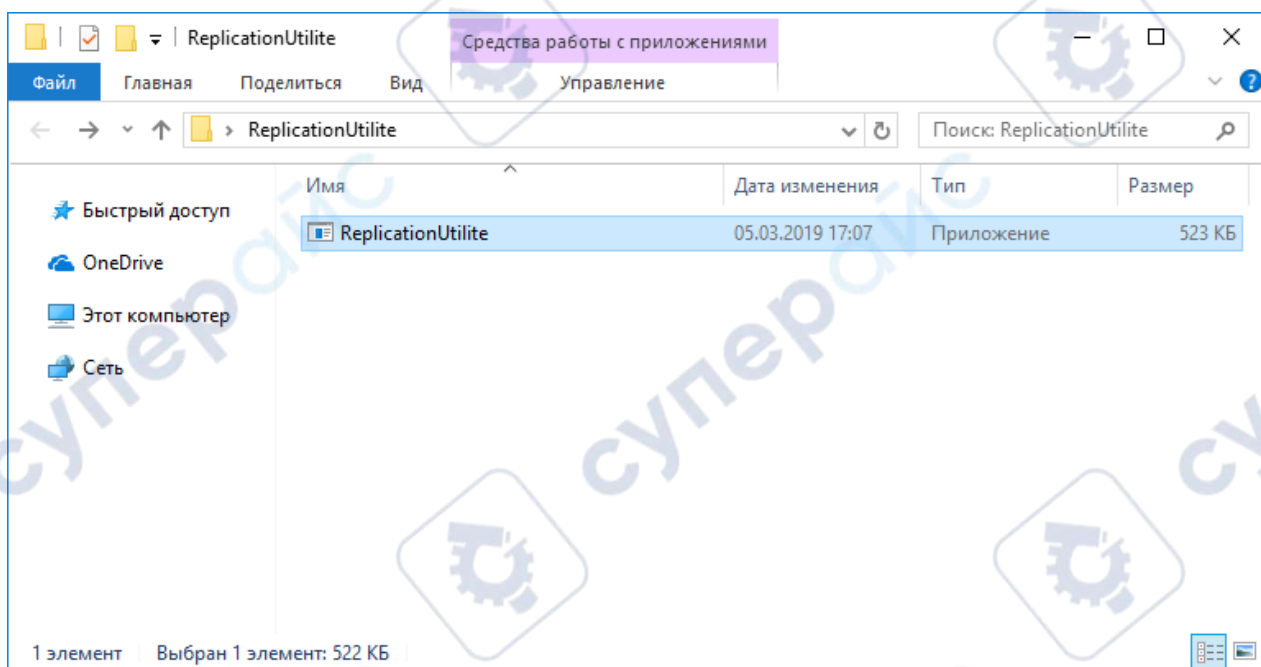 ReplicationUtilite
Средства работы с приложениями
Файл Главная Поделиться Вид Управление
ReplicationUtilite Поиск: ReplicationUtilite
Имя Дата изменения Тип Размер
Быстрый доступ
ReplicationUtilite 05.03.2019 17:07 Приложение 523 КБ
OneDrive
Этот компьютер
Сеть
суперайс
суперайс
1 элемент Выбран 1 элемент: 522 КБ